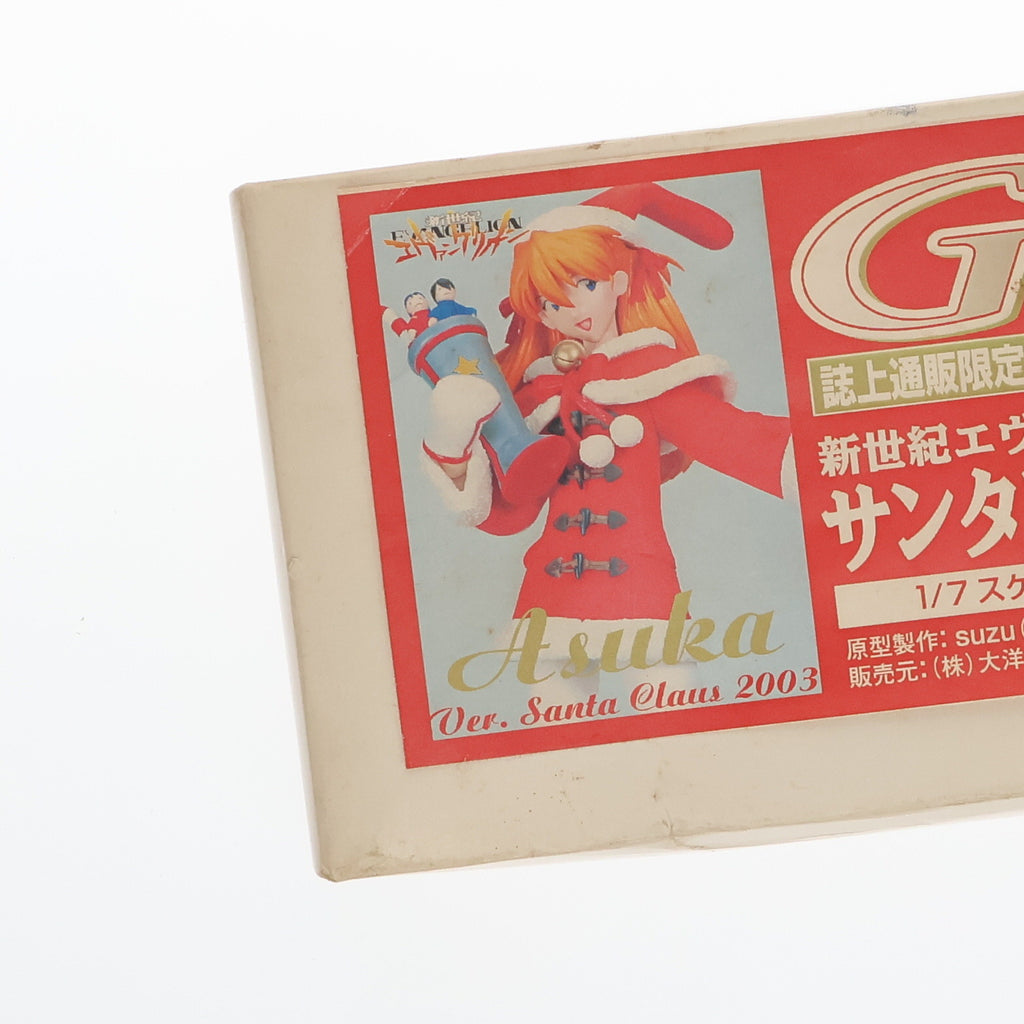 新世紀
EVANGELION
エヴァンゲリオン
Asuka
Ver. Santa Claus 2003
G
誌上通販限定
新世紀エヴ
サンタ
1/7 スケ
原型製作: suzu (
販売元: (株) 大洋